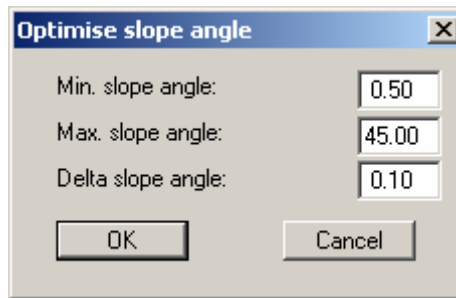 Optimise slope angle
Min. slope angle: 0.50
Max. slope angle: 45.00
Delta slope angle: 0.10
OK Cancel